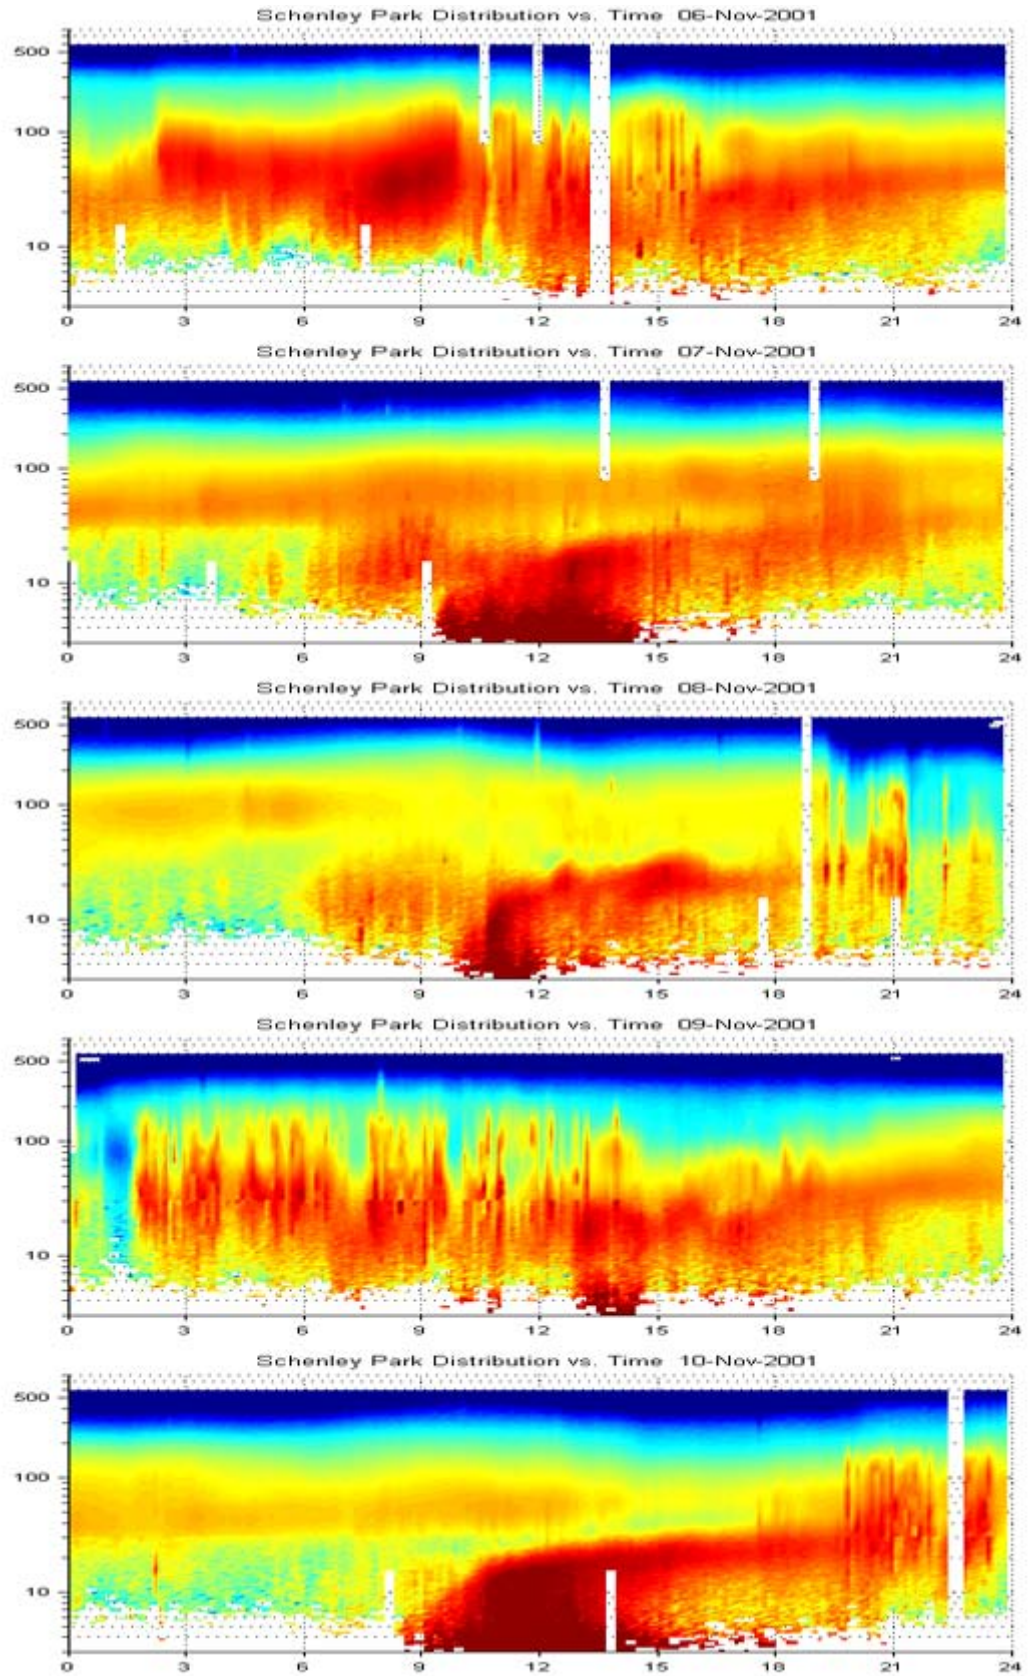 Schenley Park Distribution vs. Time 06-Nov-2001
500
100
10
0 3 6 9 12 15 18 21 24
Schenley Park Distribution vs. Time 07-Nov-2001
500
100
10
0 3 6 9 12 15 18 21 24
Schenley Park Distribution vs. Time 08-Nov-2001
500
100
10
0 3 6 9 12 15 18 21 24
Schenley Park Distribution vs. Time 09-Nov-2001
500
100
10
0 3 6 9 12 15 18 21 24
Schenley Park Distribution vs. Time 10-Nov-2001
500
100
10
0 3 6 9 12 15 18 21 24